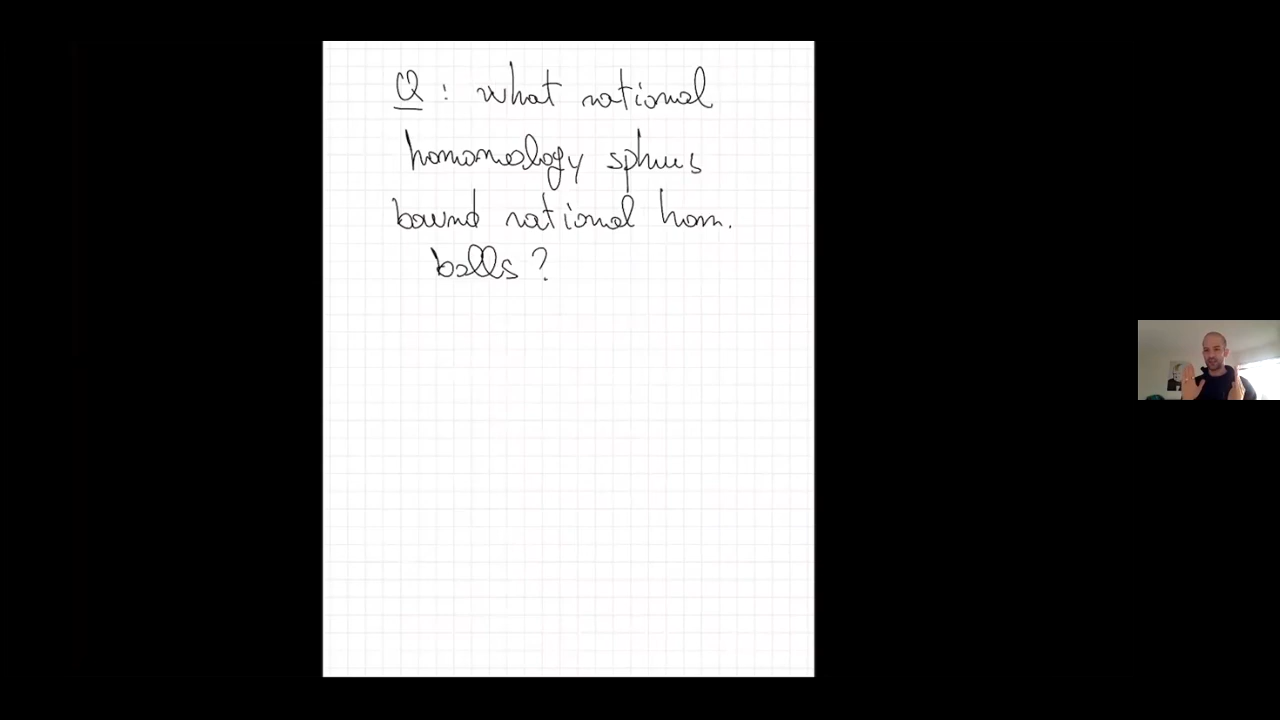 Q : what rational
homomology spheres
bound rational hom.
balls ?